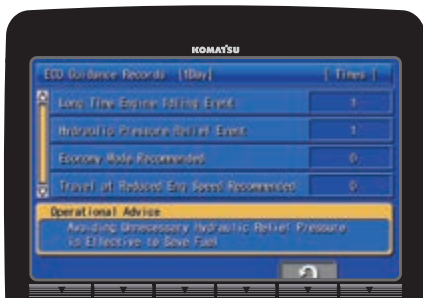 KOMATSU
ECO Guidance Records [1Day] [ Times ]
Long Time Engine Idling Event 1
Hydraulic Pressure Relief Event 1
Economy Mode Recommended 0
Travel at Reduced Eng Speed Recommended 0
Operational Advice
Avoiding Unnecessary Hydraulic Relief Pressure
is Effective to Save Fuel